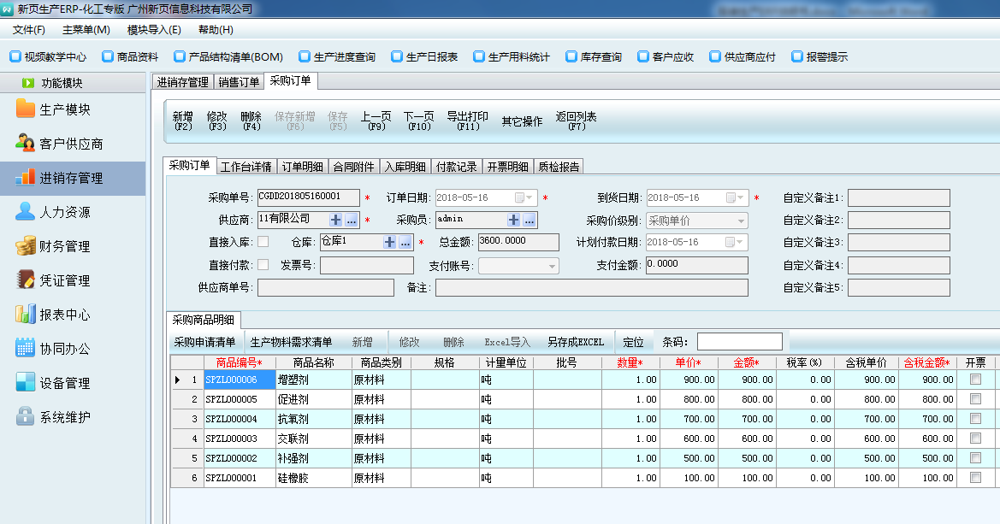 新页生产ERP-化工专版 广州新页信息科技有限公司
文件(F) 主菜单(M) 模块导入(E) 帮助(H)
视频教学中心 商品资料 产品结构清单(BOM) 生产进度查询 生产日报表 生产用料统计 库存查询 客户应收 供应商应付 报警提示
功能模块
生产模块
客户供应商
进销存管理
人力资源
财务管理
凭证管理
报表中心
协同办公
设备管理
系统维护
进销存管理 销售订单 采购订单
新增(F2) 修改(F3) 删除(F4) 保存新增(F6) 保存(F5) 上一页(F9) 下一页(F10) 导出打印(F11) 其它操作 返回列表(F7)
采购订单 工作台详情 订单明细 合同附件 入库明细 付款记录 开票明细 质检报告
采购单号: CGDD201805160001 * 订单日期: 2018-05-16 * 到货日期: 2018-05-16 * 自定义备注1:
供应商: 11有限公司 * 采购员: admin 采购价级别: 采购单价 自定义备注2:
直接入库: 仓库: 仓库1 * 总金额: 3600.0000 计划付款日期: 2018-05-16 自定义备注3:
直接付款: 发票号: 支付账号: 支付金额: 0.0000 自定义备注4:
供应商单号: 备注: 自定义备注5:
采购商品明细
采购申请清单 生产物料需求清单 新增 修改 删除 Excel导入 另存成EXCEL 定位 条码:
商品编号* 商品名称 商品类别 规格 计量单位 批号 数量* 单价* 金额* 税率(%) 含税单价 含税金额* 开票
1 SPZL000006 增塑剂 原材料 吨 1.00 900.00 900.00 0.00 900.00 900.00
2 SPZL000005 促进剂 原材料 吨 1.00 800.00 800.00 0.00 800.00 800.00
3 SPZL000004 抗氧剂 原材料 吨 1.00 700.00 700.00 0.00 700.00 700.00
4 SPZL000003 交联剂 原材料 吨 1.00 600.00 600.00 0.00 600.00 600.00
5 SPZL000002 补强剂 原材料 吨 1.00 500.00 500.00 0.00 500.00 500.00
6 SPZL000001 硅橡胶 原材料 吨 1.00 100.00 100.00 0.00 100.00 100.00